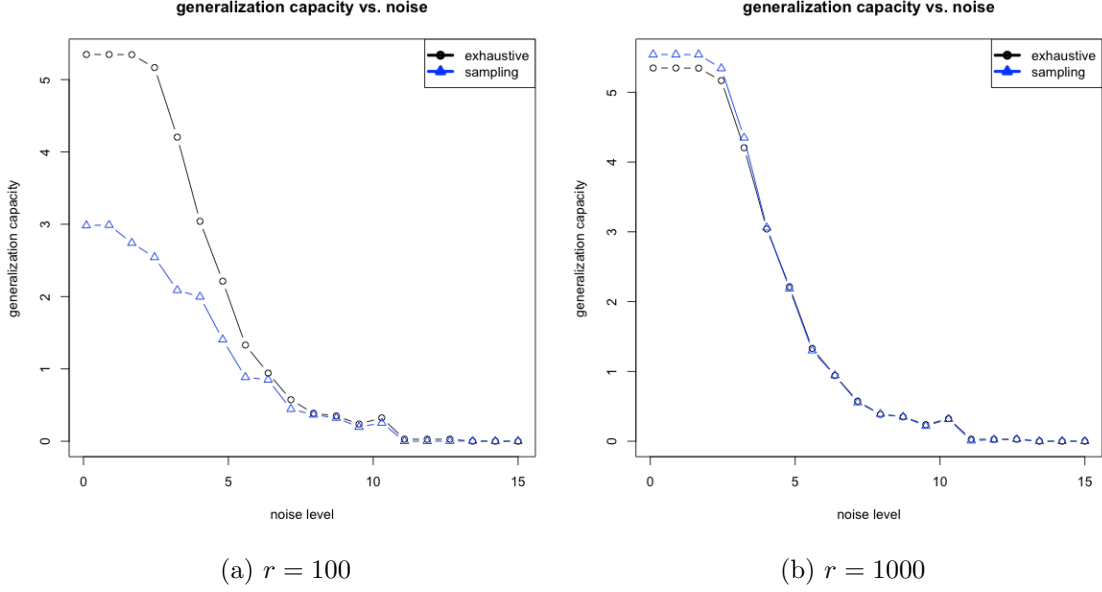 generalization capacity vs. noise
exhaustive
sampling
generalization capacity
5
4
3
2
1
0
0 5 10 15
noise level
(a) r = 100
generalization capacity vs. noise
exhaustive
sampling
generalization capacity
5
4
3
2
1
0
0 5 10 15
noise level
(b) r = 1000